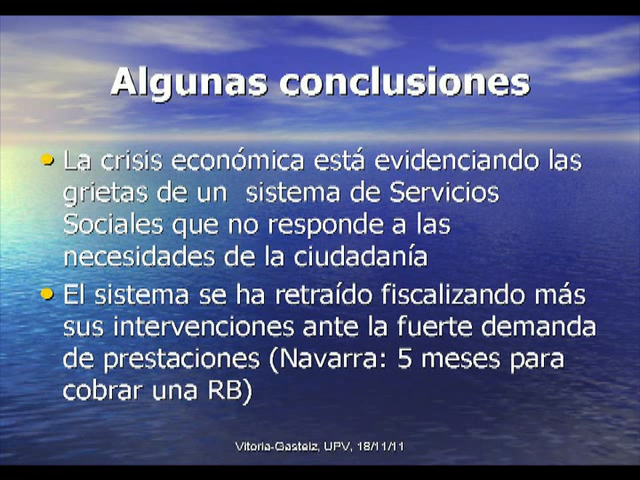 Algunas conclusiones
• La crisis económica está evidenciando las
grietas de un sistema de Servicios
Sociales que no responde a las
necesidades de la ciudadanía
• El sistema se ha retraído fiscalizando más
sus intervenciones ante la fuerte demanda
de prestaciones (Navarra: 5 meses para
cobrar una RB)
Vitoria-Gasteiz, UPV, 18/11/11